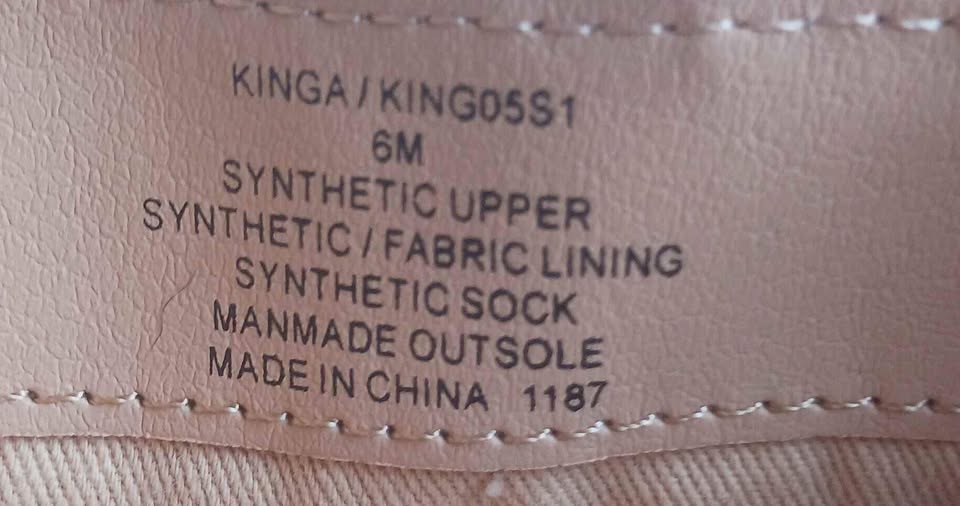 KINGA / KING05S1
6M
SYNTHETIC UPPER
SYNTHETIC / FABRIC LINING
SYNTHETIC SOCK
MANMADE OUTSOLE
MADE IN CHINA 1187